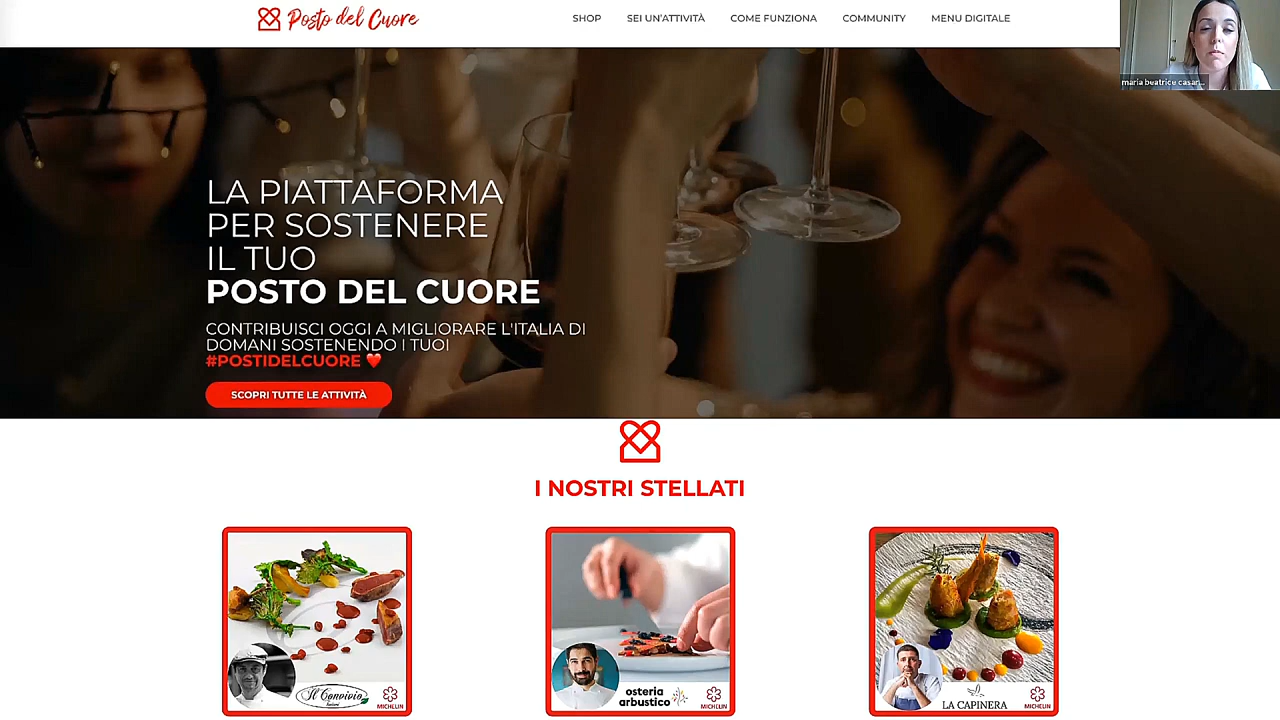 Posto del Cuore
SHOP
SEI UN'ATTIVITÀ
COME FUNZIONA
COMMUNITY
MENU DIGITALE
maria beatrice casar...
LA PIATTAFORMA
PER SOSTENERE
IL TUO
POSTO DEL CUORE
CONTRIBUISCI OGGI A MIGLIORARE L'ITALIA DI
DOMANI SOSTENENDO I TUOI
#POSTIDELCUORE ❤️
SCOPRI TUTTE LE ATTIVITÀ
I NOSTRI STELLATI
Il Convivio
MICHELIN
osteria
arbustico
MICHELIN
LA CAPINERA
MICHELIN